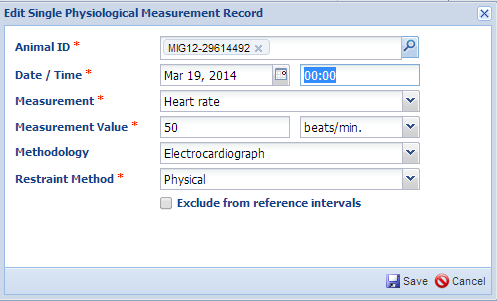 Edit Single Physiological Measurement Record
Animal ID * MIG12-29614492
Date / Time * Mar 19, 2014 00:00
Measurement * Heart rate
Measurement Value * 50 beats/min.
Methodology Electrocardiograph
Restraint Method * Physical
Exclude from reference intervals
Save Cancel